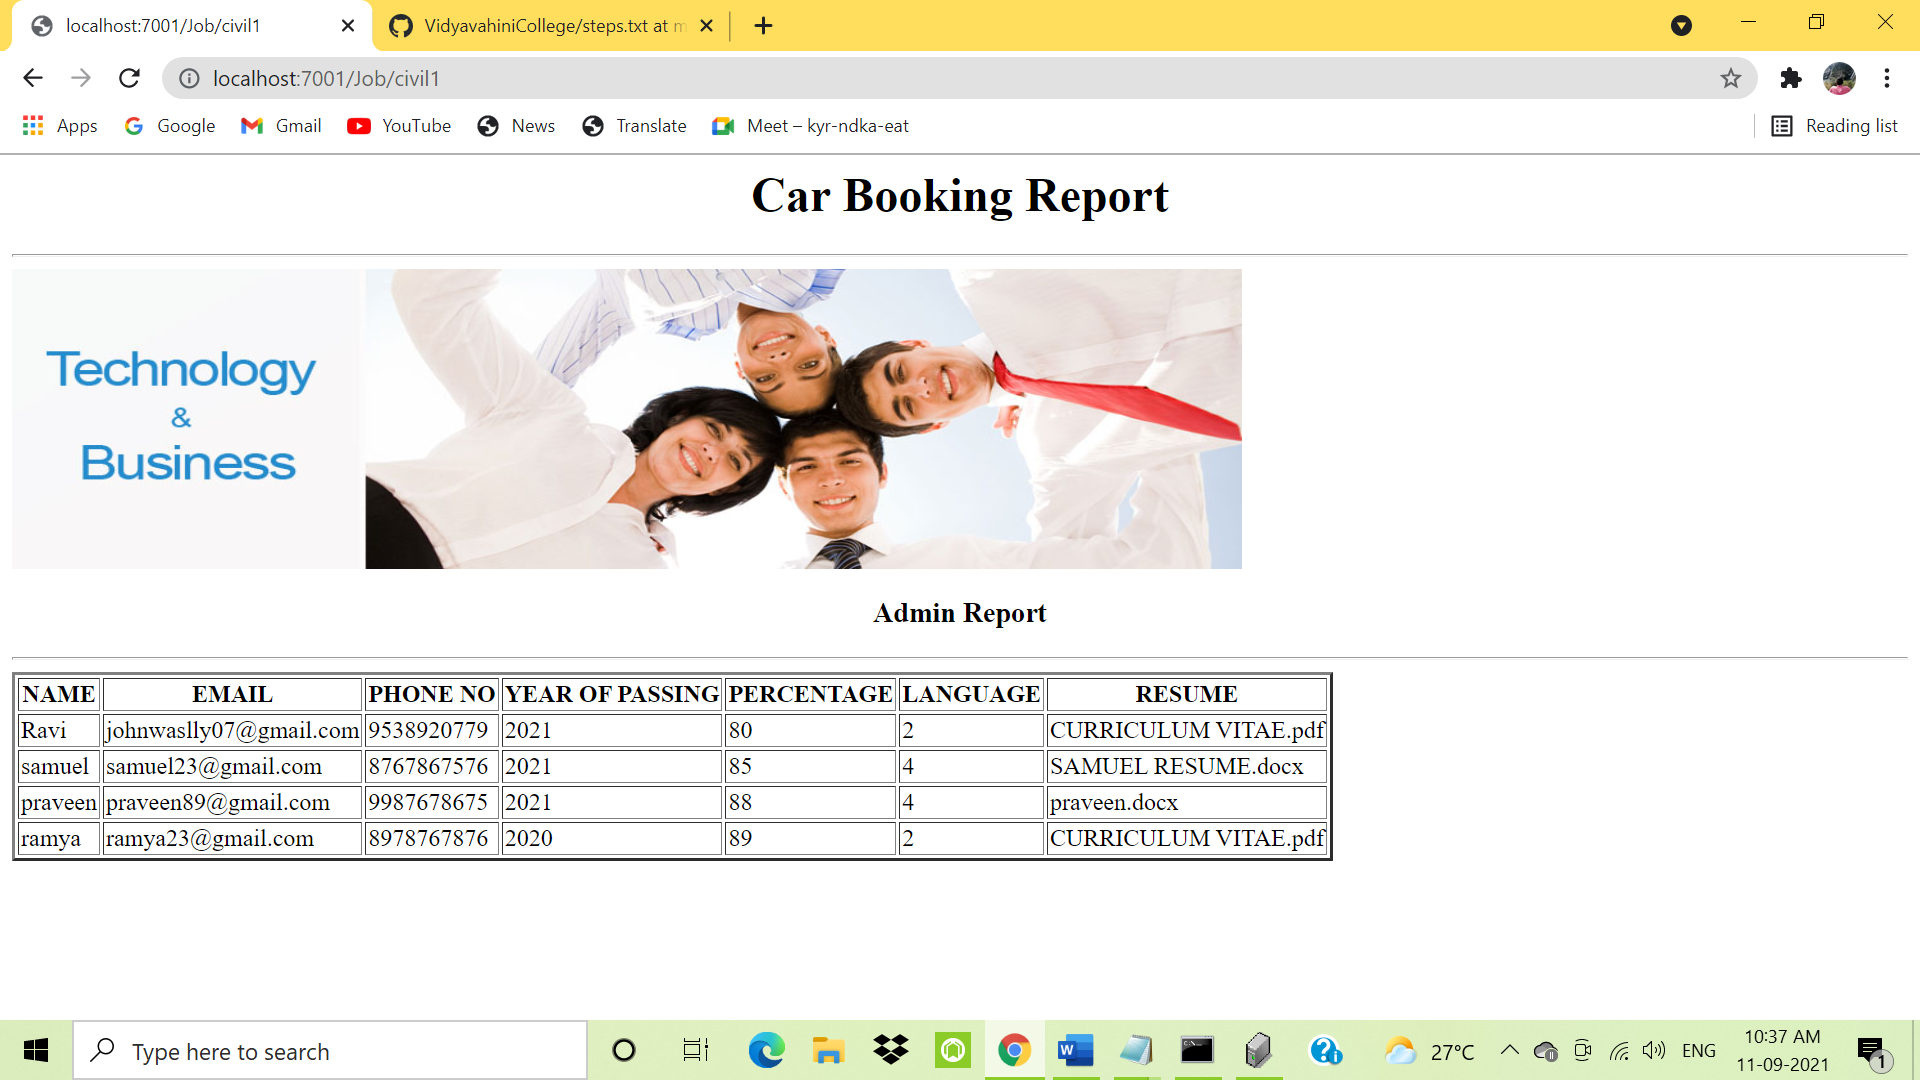 localhost:7001/Job/civil1
VidyavahiniCollege/steps.txt at m
localhost:7001/Job/civil1
Apps Google Gmail YouTube News Translate Meet – kyr-ndka-eat Reading list
Car Booking Report
Technology
&
Business
Admin Report
NAME EMAIL PHONE NO YEAR OF PASSING PERCENTAGE LANGUAGE RESUME
Ravi johnwaslly07@gmail.com 9538920779 2021 80 2 CURRICULUM VITAE.pdf
samuel samuel23@gmail.com 8767867576 2021 85 4 SAMUEL RESUME.docx
praveen praveen89@gmail.com 9987678675 2021 88 4 praveen.docx
ramya ramya23@gmail.com 8978767876 2020 89 2 CURRICULUM VITAE.pdf
Type here to search
27°C
ENG
10:37 AM
11-09-2021
1